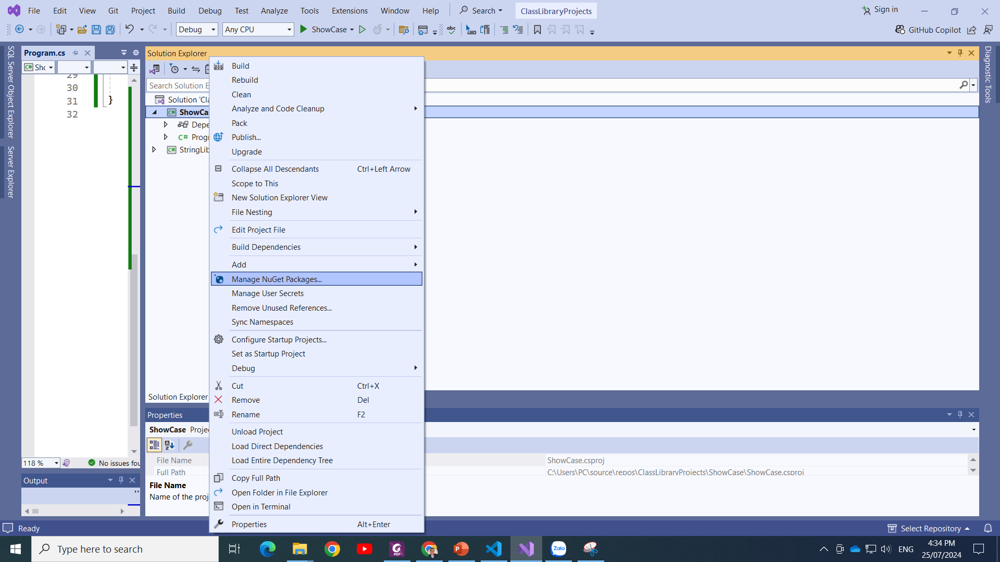 File Edit View Git Project Build Debug Test Analyze Tools Extensions Window Help Search ClassLibraryProjects Sign in
Debug Any CPU ShowCase abc GitHub Copilot
SQL Server Object Explorer
Server Explorer
Program.cs
C# Shc
29
30
31 }
32
118 % No issues fou
Output
Solution Explorer
Search Solution E
Solution 'Cla
C# ShowCa
Depe
C# Progr
C# StringLib
Build
Rebuild
Clean
Analyze and Code Cleanup
Pack
Publish...
Upgrade
Collapse All Descendants Ctrl+Left Arrow
Scope to This
New Solution Explorer View
File Nesting
Edit Project File
Build Dependencies
Add
Manage NuGet Packages...
Manage User Secrets
Remove Unused References...
Sync Namespaces
Configure Startup Projects...
Set as Startup Project
Debug
Cut Ctrl+X
Remove Del
Rename F2
Unload Project
Load Direct Dependencies
Load Entire Dependency Tree
Copy Full Path
Open Folder in File Explorer
Open in Terminal
Properties Alt+Enter
Solution Explorer
Properties
ShowCase Projec
File Name ShowCase.csproj
Full Path C:\Users\PC\source\repos\ClassLibraryProjects\ShowCase\ShowCase.csproj
File Name
Name of the proj
Diagnostic Tools
Ready Select Repository
Type here to search
PDF
Zalo
ENG
4:34 PM
25/07/2024